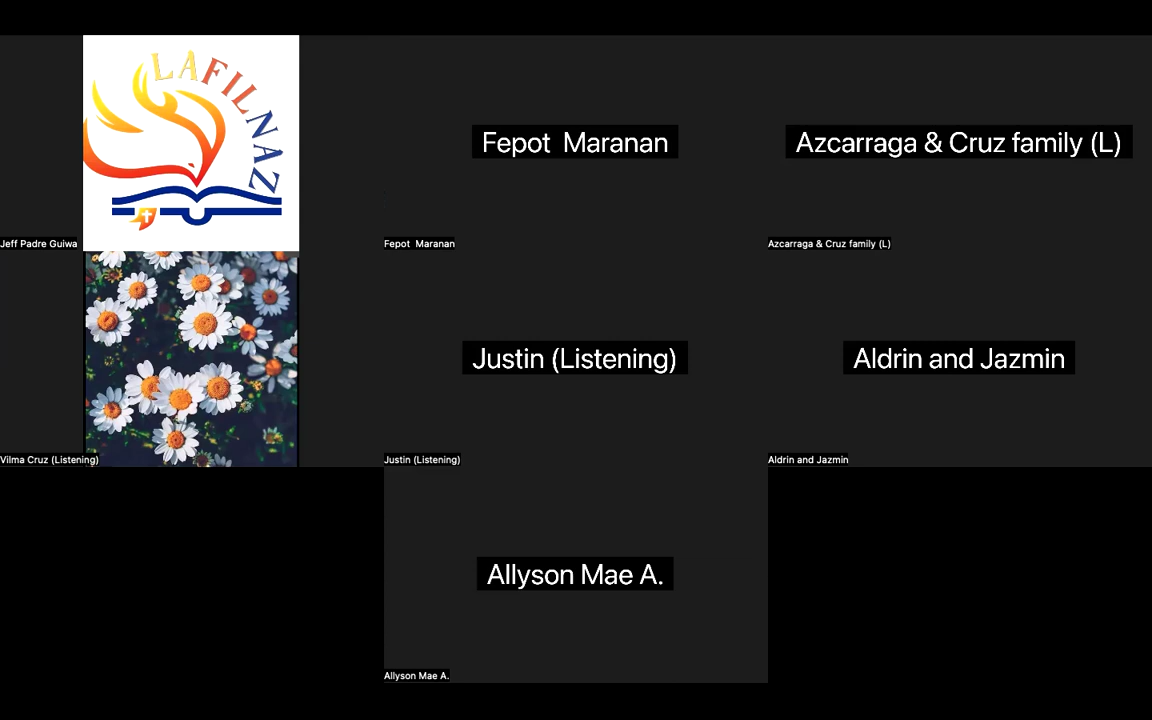 LAFILNAZ
Fepot  Maranan
Azcarraga & Cruz family (L)
Jeff Padre Guiwa
Fepot  Maranan
Azcarraga & Cruz family (L)
Justin (Listening)
Aldrin and Jazmin
Vilma Cruz (Listening)
Justin (Listening)
Aldrin and Jazmin
Allyson Mae A.
Allyson Mae A.